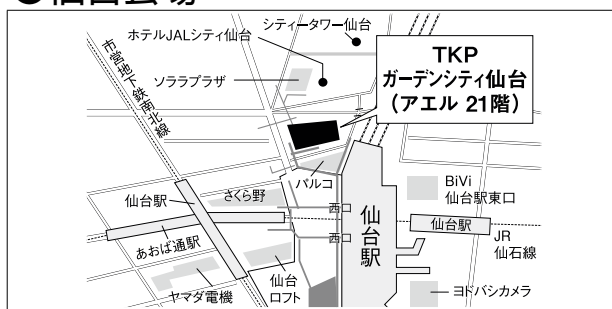 ●仙台会場
シティータワー仙台
ホテルJALシティ仙台
TKP
ガーデンシティ仙台
（アエル 21階）
ソララプラザ
市営地下鉄南北線
パルコ
BiVi
仙台駅東口
さくら野
仙台駅
西口
仙台駅
仙台駅
あおば通駅
西口
JR
仙石線
仙台
ロフト
ヤマダ電機
ヨドバシカメラ